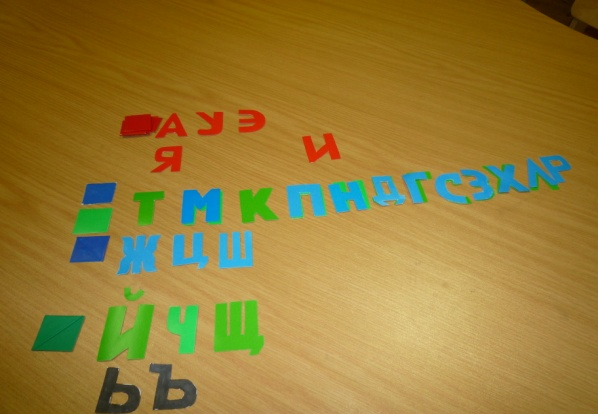 А У Э
Я И
Т М К П Н Д Г С З Х Л Р
Ж Ц Ш
Й Ч Щ
Ь Ъ